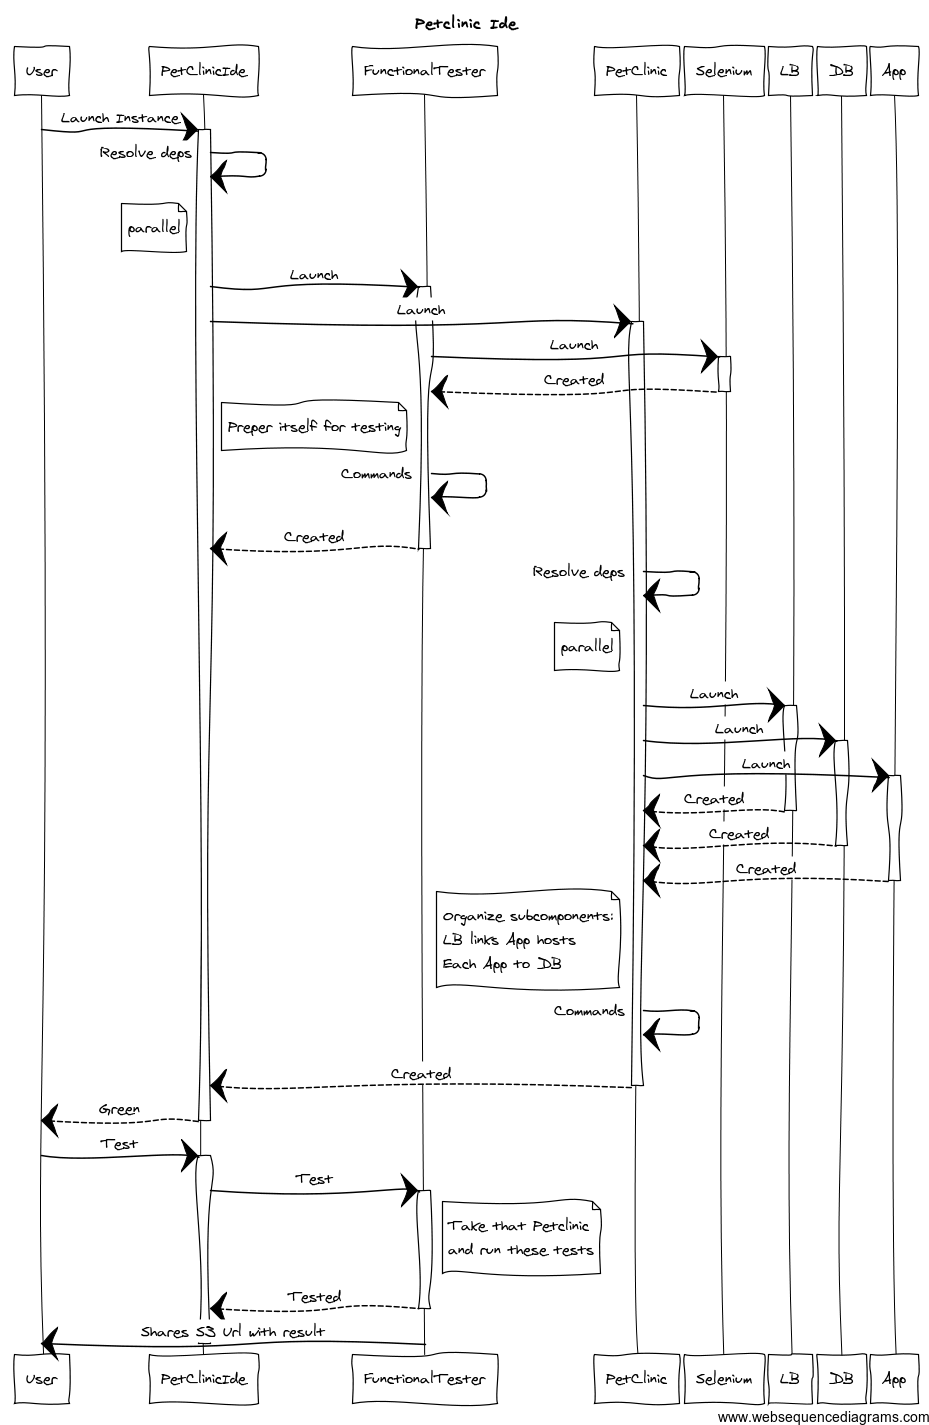 Petclinic Ide
User
PetClinicIde
FunctionalTester
PetClinic
Selenium
LB
DB
App
Launch Instance
Resolve deps
parallel
Launch
Launch
Launch
Created
Preper itself for testing
Commands
Created
Resolve deps
parallel
Launch
Launch
Launch
Created
Created
Created
Organize subcomponents:
LB links App hosts
Each App to DB
Commands
Created
Green
Test
Test
Take that Petclinic
and run these tests
Tested
Shares S3 Url with result
User
PetClinicIde
FunctionalTester
PetClinic
Selenium
LB
DB
App
www.websequencediagrams.com